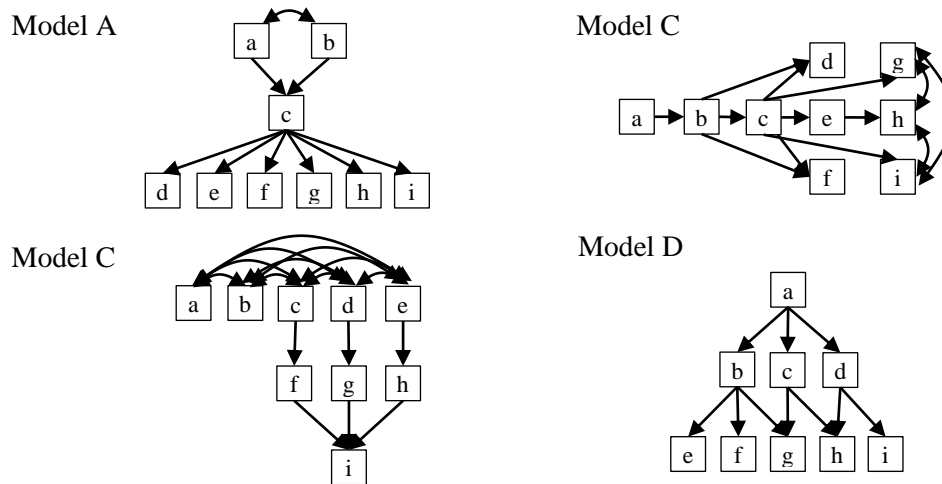 Model A
a b
c
d e f g h i
Model C
d g
a b c e h
f i
Model C
a b c d e
f g h
i
Model D
a
b c d
e f g h i